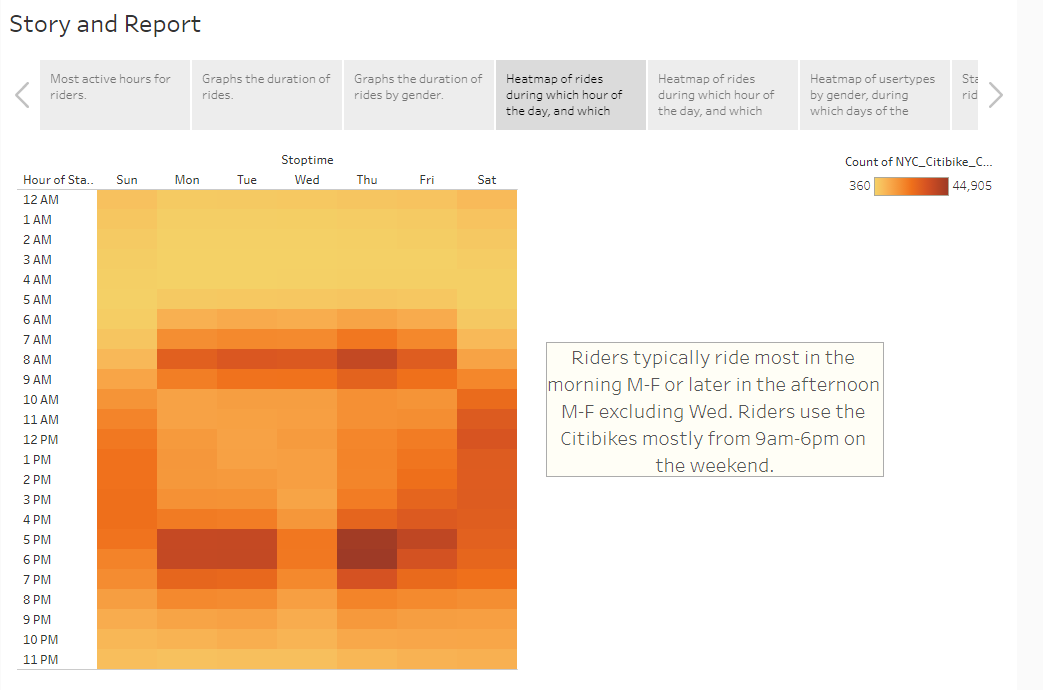 Story and Report
Most active hours for
riders.
Graphs the duration of
rides.
Graphs the duration of
rides by gender.
Heatmap of rides
during which hour of
the day, and which
Heatmap of rides
during which hour of
the day, and which
Heatmap of usertypes
by gender, during
which days of the
Sta
rid
Stoptime
Hour of Sta.. Sun Mon Tue Wed Thu Fri Sat
12 AM
1 AM
2 AM
3 AM
4 AM
5 AM
6 AM
7 AM
8 AM
9 AM
10 AM
11 AM
12 PM
1 PM
2 PM
3 PM
4 PM
5 PM
6 PM
7 PM
8 PM
9 PM
10 PM
11 PM
Count of NYC_Citibike_C...
360 44,905
Riders typically ride most in the
morning M-F or later in the afternoon
M-F excluding Wed. Riders use the
Citibikes mostly from 9am-6pm on
the weekend.